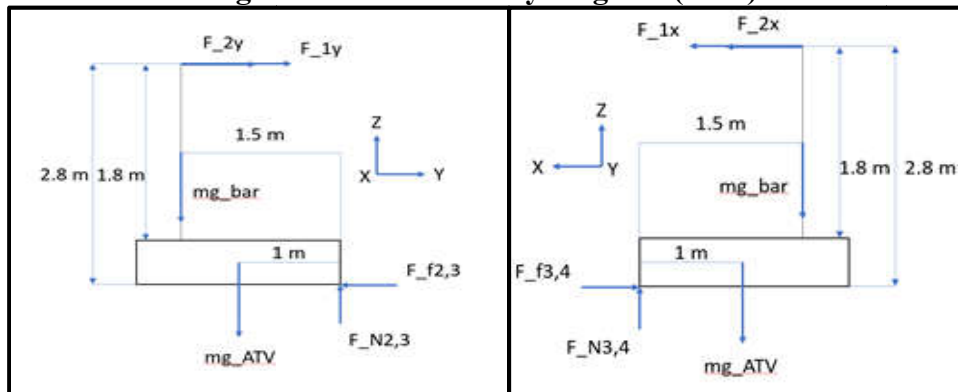 F_2y
F_1y
1.5 m
Z
X
Y
2.8 m
1.8 m
mg_bar
1 m
F_f2,3
F_N2,3
mg_ATV
F_1x
F_2x
1.5 m
Z
X
Y
1.8 m
2.8 m
mg_bar
1 m
F_f3,4
F_N3,4
mg_ATV